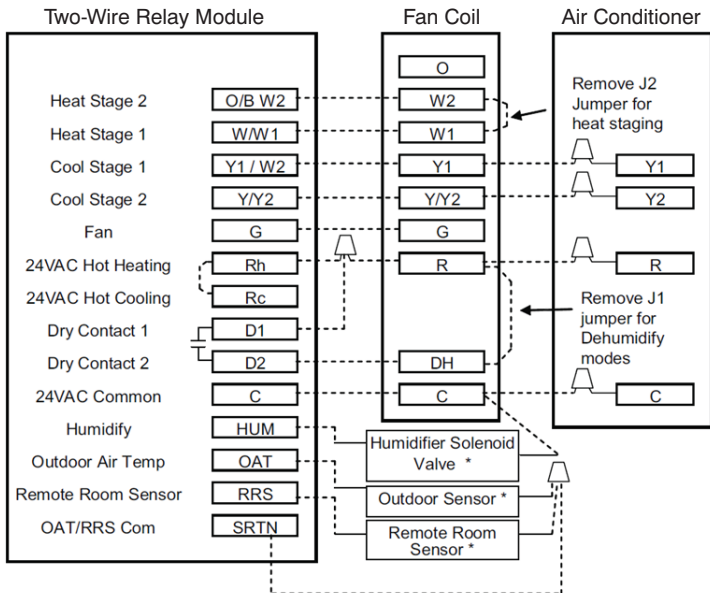 Two-Wire Relay Module Fan Coil Air Conditioner
O
Remove J2
Jumper for
heat staging
Heat Stage 2 O/B W2 W2
Heat Stage 1 W/W1 W1
Cool Stage 1 Y1 / W2 Y1 Y1
Cool Stage 2 Y/Y2 Y/Y2 Y2
Fan G G
24VAC Hot Heating Rh R R
24VAC Hot Cooling Rc
Remove J1
jumper for
Dehumidify
modes
Dry Contact 1 D1
Dry Contact 2 D2 DH
24VAC Common C C C
Humidify HUM
Humidifier Solenoid
Valve *
Outdoor Air Temp OAT
Outdoor Sensor *
Remote Room Sensor RRS
Remote Room
Sensor *
OAT/RRS Com SRTN